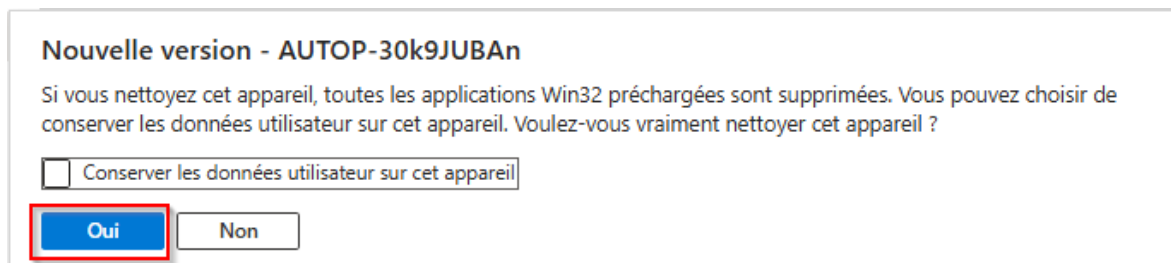 Nouvelle version - AUTOP-30k9JUBAn
Si vous nettoyez cet appareil, toutes les applications Win32 préchargées sont supprimées. Vous pouvez choisir de
conserver les données utilisateur sur cet appareil. Voulez-vous vraiment nettoyer cet appareil ?
Conserver les données utilisateur sur cet appareil
Oui Non